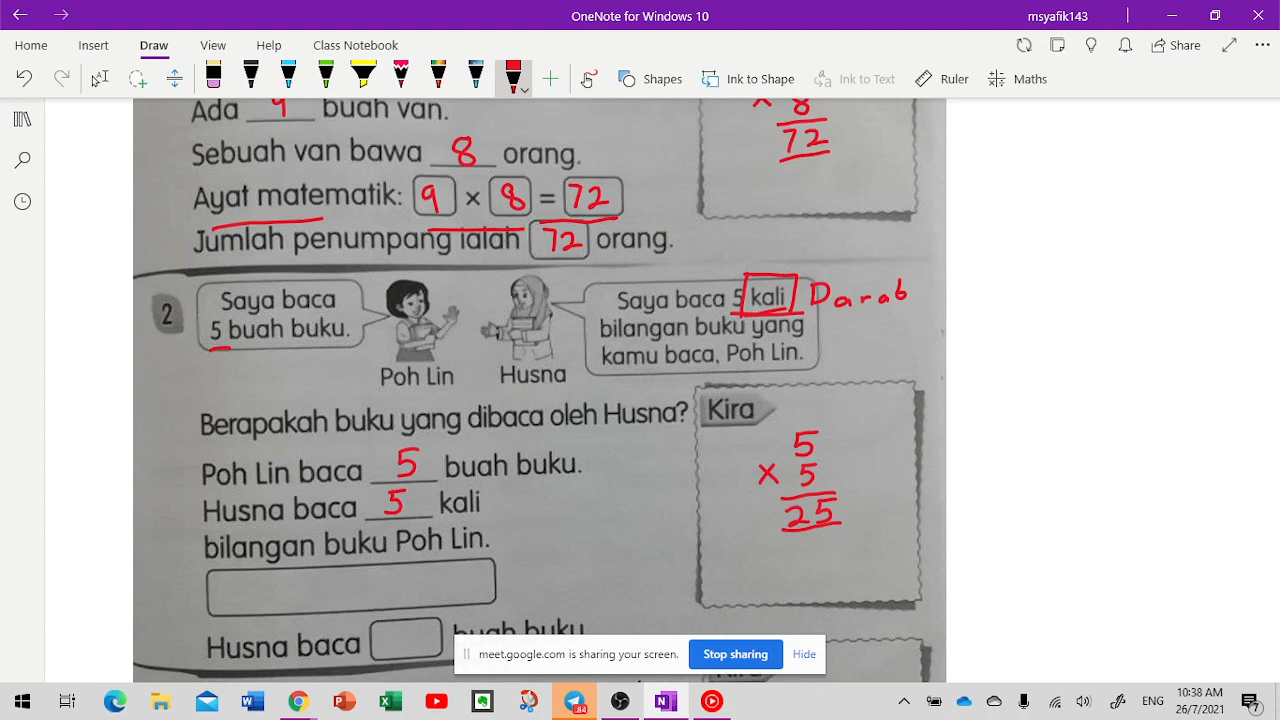 OneNote for Windows 10
msyafik143
Home Insert Draw View Help Class Notebook
Share
Shapes Ink to Shape Ink to Text Ruler Maths
Ada 9 buah van.
Sebuah van bawa 8 orang.
Ayat matematik: 9 × 8 = 72
Jumlah penumpang ialah 72 orang.
× 8
72
2
Saya baca
5 buah buku.
Poh Lin
Husna
Saya baca 5 kali
bilangan buku yang
kamu baca, Poh Lin.
Darab
Berapakah buku yang dibaca oleh Husna?
Poh Lin baca 5 buah buku.
Husna baca 5 kali
bilangan buku Poh Lin.
Husna baca buah buku
Kira
5
× 5
25
meet.google.com is sharing your screen. Stop sharing Hide
Kira
84
6:38 AM
26/7/2021